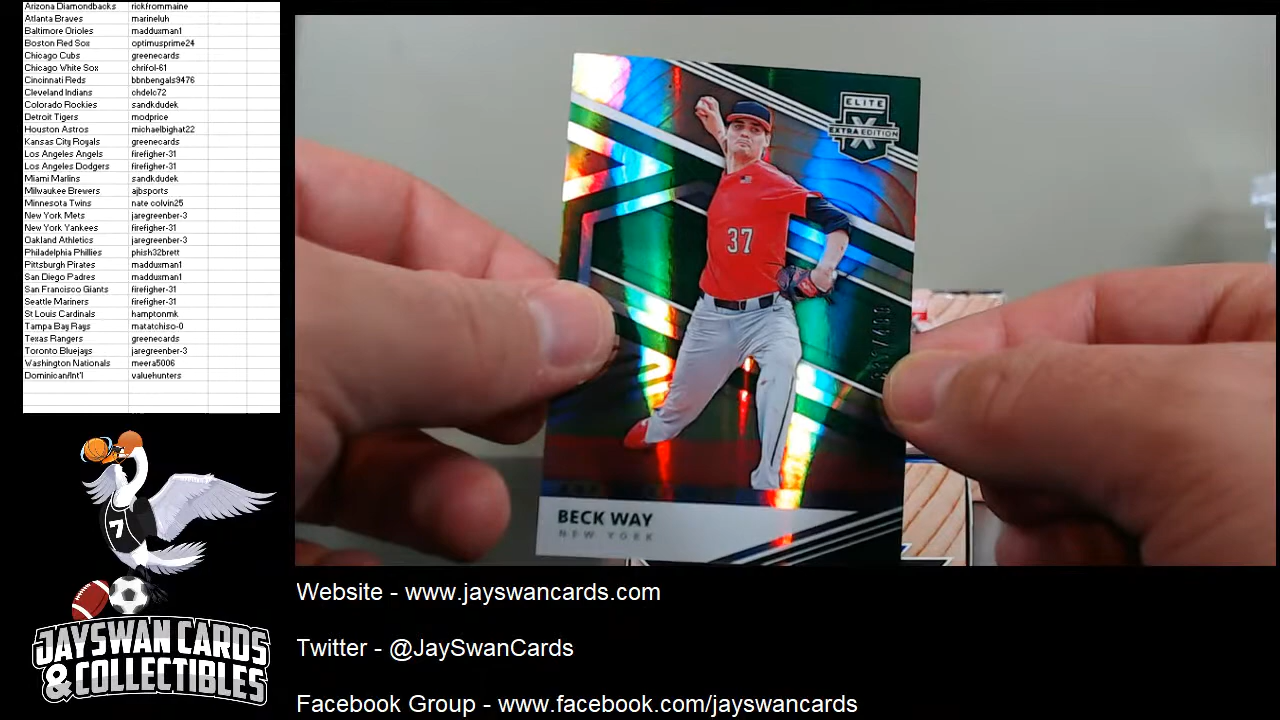 Arizona Diamondbacks rickfrommaine
Atlanta Braves marineluh
Baltimore Orioles madduxman1
Boston Red Sox optimusprime24
Chicago Cubs greenecards
Chicago White Sox chrifol-61
Cincinnati Reds bbnbengals9476
Cleveland Indians chdelc72
Colorado Rockies sandkdudek
Detroit Tigers modprice
Houston Astros michaelbighat22
Kansas City Royals greenecards
Los Angeles Angels firefigher-31
Los Angeles Dodgers firefigher-31
Miami Marlins sandkdudek
Milwaukee Brewers ajbsports
Minnesota Twins nate colvin25
New York Mets jaregreenber-3
New York Yankees firefigher-31
Oakland Athletics jaregreenber-3
Philadelphia Phillies phish32brett
Pittsburgh Pirates madduxman1
San Diego Padres madduxman1
San Francisco Giants firefigher-31
Seattle Mariners firefigher-31
St Louis Cardinals hamptonmk
Tampa Bay Rays matatchiso-0
Texas Rangers greenecards
Toronto Bluejays jaregreenber-3
Washington Nationals meera5006
Dominican/Int'l valuehunters
ELITE
X
EXTRA EDITION
37
BECK WAY
NEW YORK
7
JAYSWAN CARDS
& COLLECTIBLES
Website - www.jayswancards.com
Twitter - @JaySwanCards
Facebook Group - www.facebook.com/jayswancards